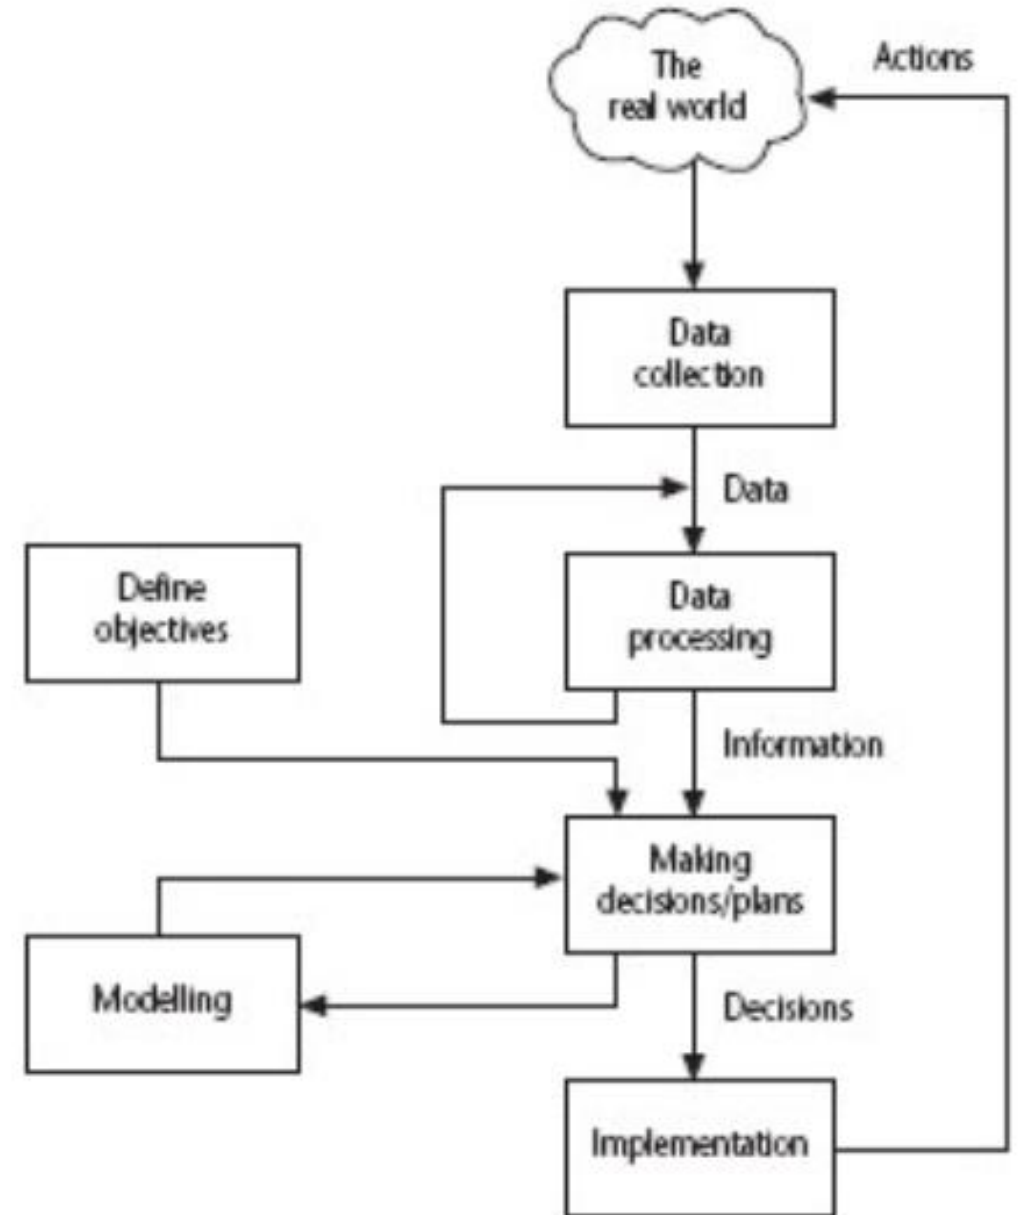 The
real world
Actions
Data
collection
Data
Data
processing
Define
objectives
Information
Making
decisions/plans
Modelling
Decisions
Implementation